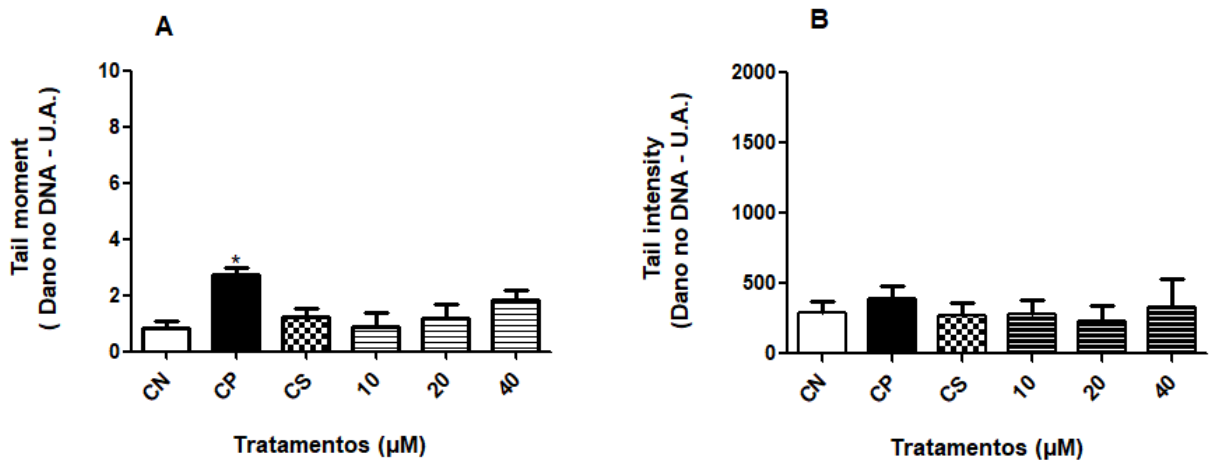 A
Tail moment
( Dano no DNA - U.A.)
10
8
6
4
2
0
*
CN
CP
CS
10
20
40
Tratamentos (µM)
B
Tail intensity
(Dano no DNA - U.A.)
2000
1500
1000
500
0
CN
CP
CS
10
20
40
Tratamentos (µM)